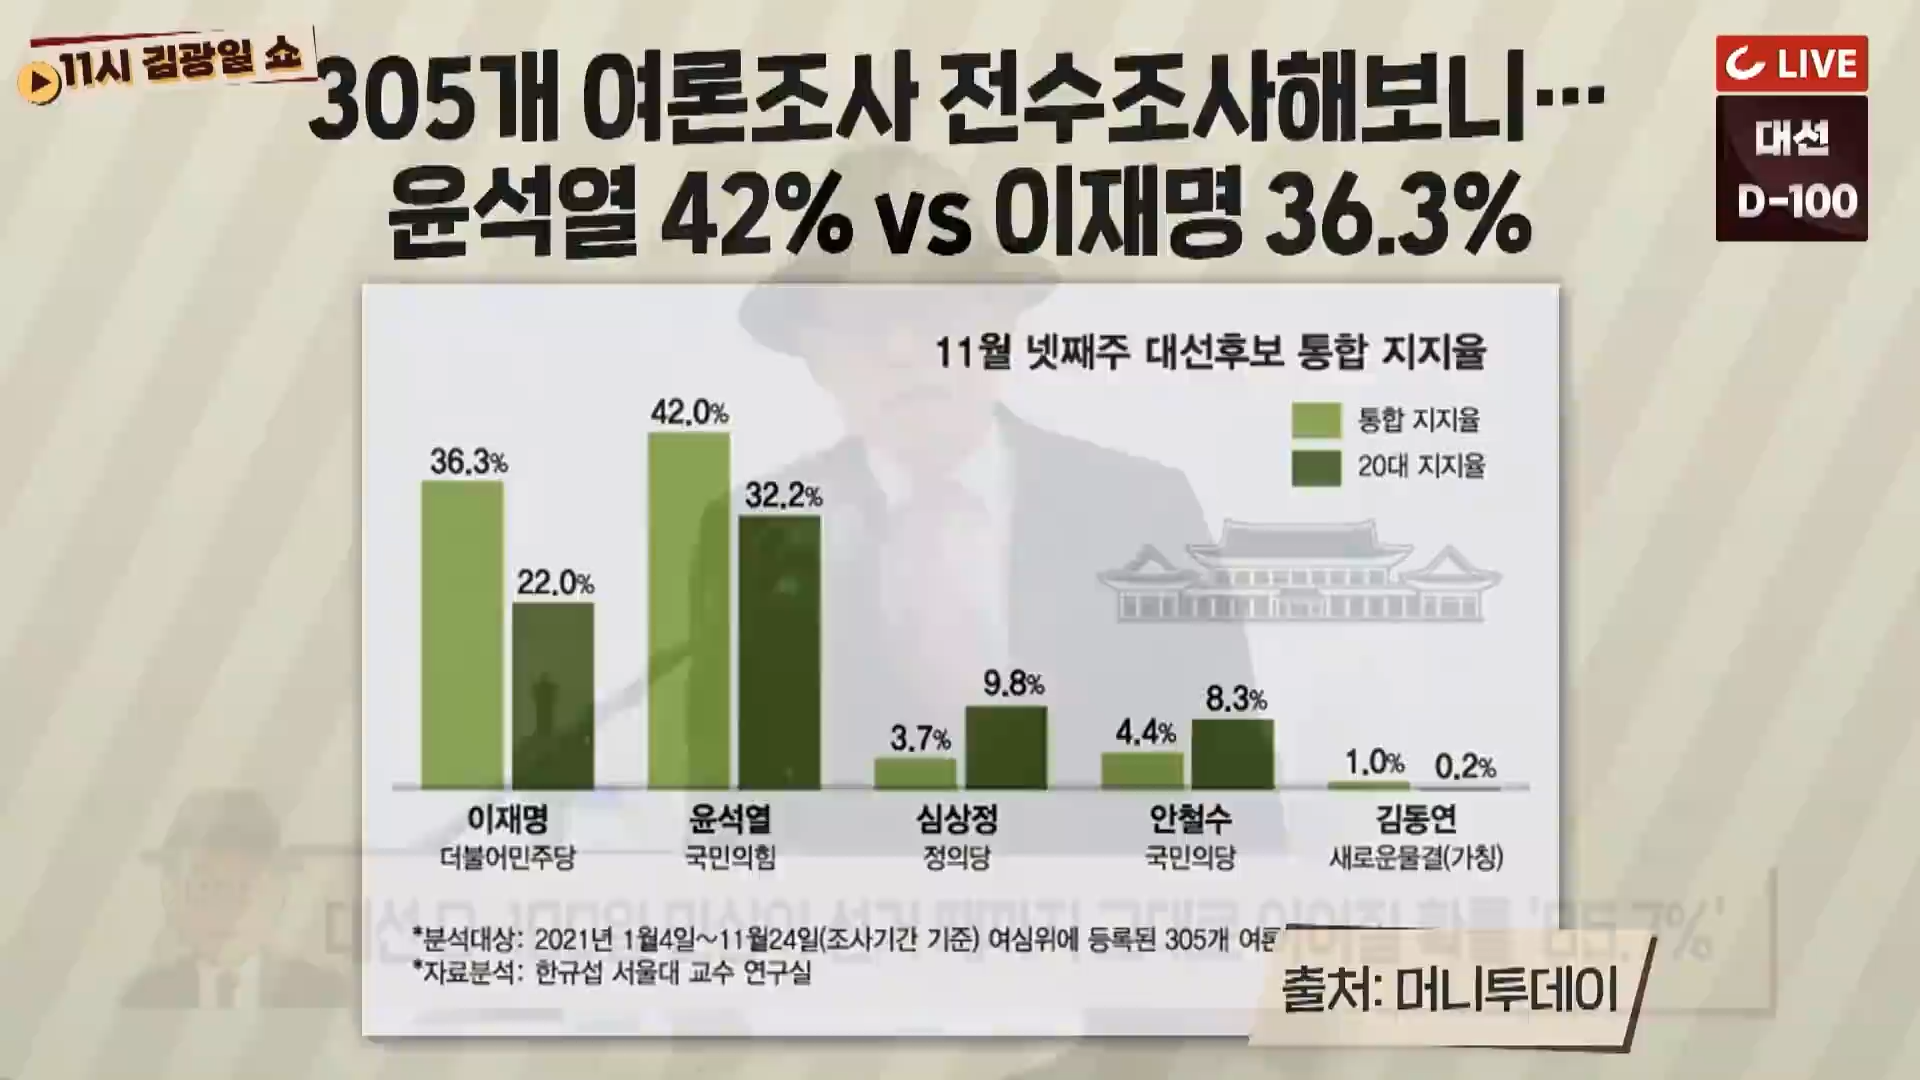 11시 김광일 쇼
LIVE
대선
D-100
305개 여론조사 전수조사해보니…
윤석열 42% vs 이재명 36.3%
11월 넷째주 대선후보 통합 지지율
통합 지지율
20대 지지율
36.3%
22.0%
42.0%
32.2%
3.7%
9.8%
4.4%
8.3%
1.0%
0.2%
이재명
더불어민주당
윤석열
국민의힘
심상정
정의당
안철수
국민의당
김동연
새로운물결(가칭)
*분석대상: 2021년 1월4일~11월24일(조사기간 기준) 여심위에 등록된 305개
*자료분석: 한규섭 서울대 교수 연구실
출처: 머니투데이